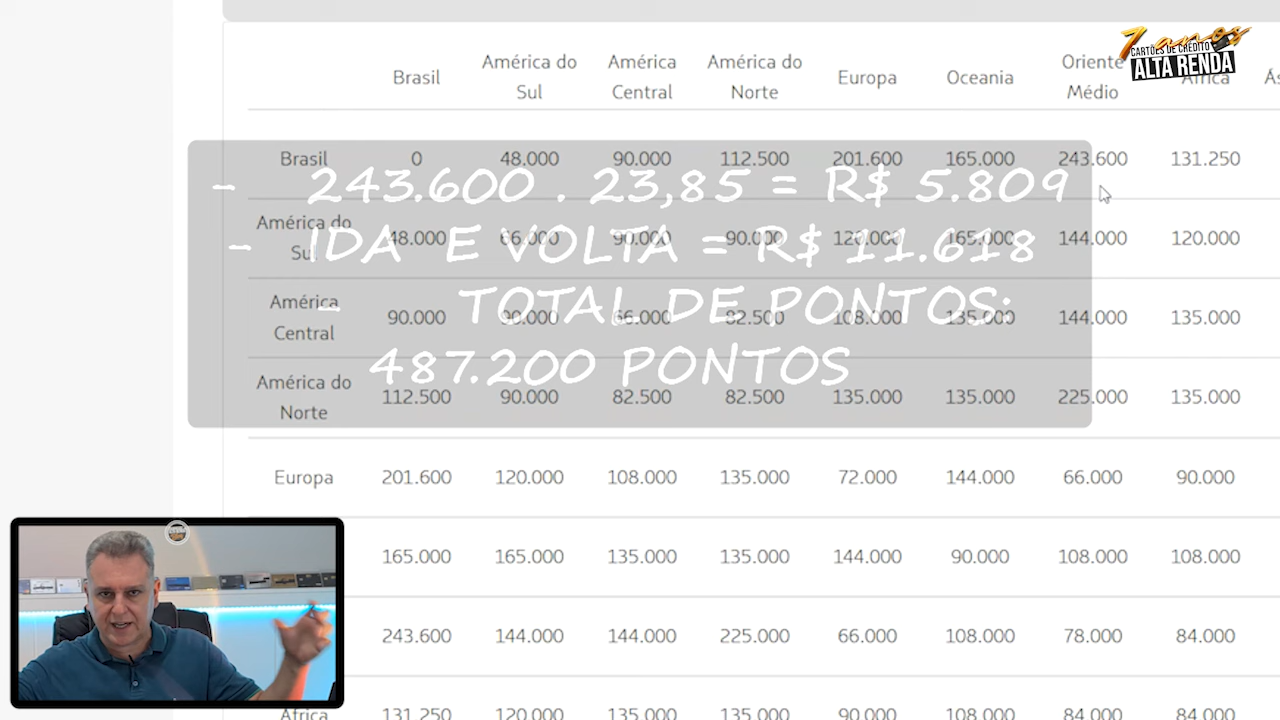 7 anos
CARTÕES DE CRÉDITO
ALTA RENDA
Brasil América do Sul América Central América do Norte Europa Oceania Oriente Médio África
Brasil 0 48.000 90.000 112.500 201.600 165.000 243.600 131.250
- 243.600 . 23,85 = R$ 5.809
- IDA E VOLTA = R$ 11.618
- TOTAL DE PONTOS:
487.200 PONTOS
América do Sul 48.000 66.000 90.000 90.000 120.000 165.000 144.000 120.000
América Central 90.000 90.000 66.000 82.500 108.000 135.000 144.000 135.000
América do Norte 112.500 90.000 82.500 82.500 135.000 135.000 225.000 135.000
Europa 201.600 120.000 108.000 135.000 72.000 144.000 66.000 90.000
165.000 165.000 135.000 135.000 144.000 90.000 108.000 108.000
243.600 144.000 144.000 225.000 66.000 108.000 78.000 84.000
África 131.250 120.000 135.000 135.000 90.000 108.000 84.000 84.000